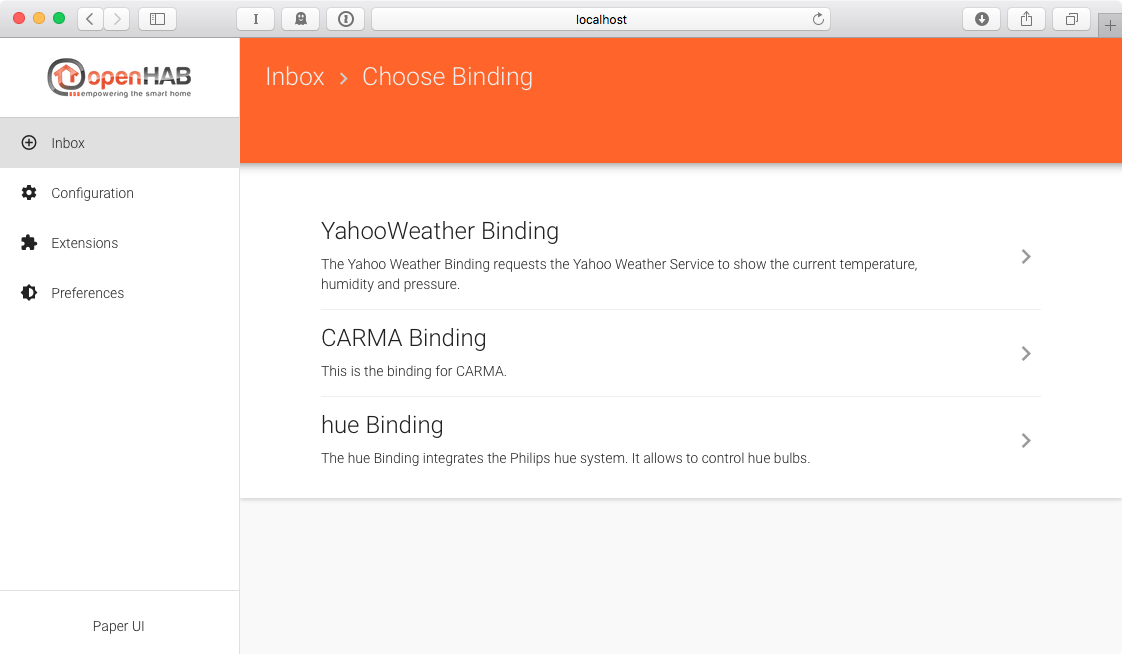 localhost
openHAB
empowering the smart home
Inbox
Configuration
Extensions
Preferences
Paper UI
Inbox > Choose Binding
YahooWeather Binding
The Yahoo Weather Binding requests the Yahoo Weather Service to show the current temperature,
humidity and pressure.
CARMA Binding
This is the binding for CARMA.
hue Binding
The hue Binding integrates the Philips hue system. It allows to control hue bulbs.